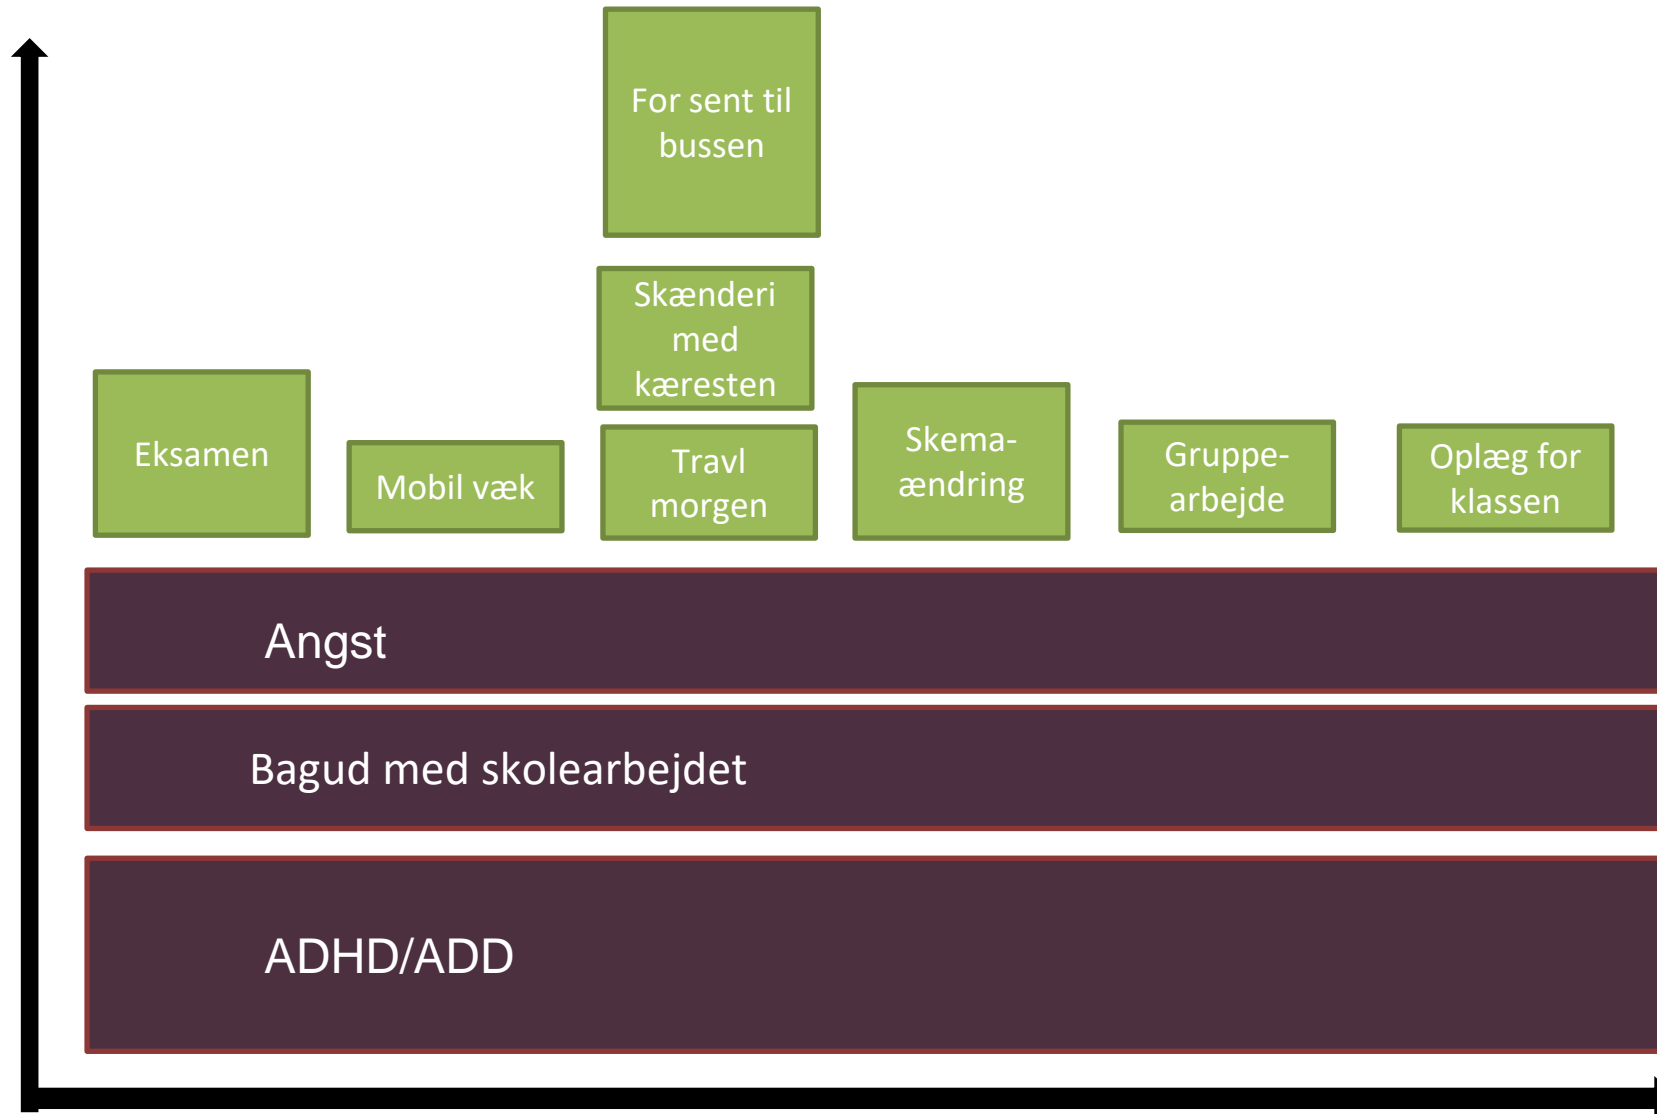 For sent til
bussen
Skænderi
med
kæresten
Eksamen
Mobil væk
Travl
morgen
Skema-
ændring
Gruppe-
arbejde
Oplæg for
klassen
Angst
Bagud med skolearbejdet
ADHD/ADD